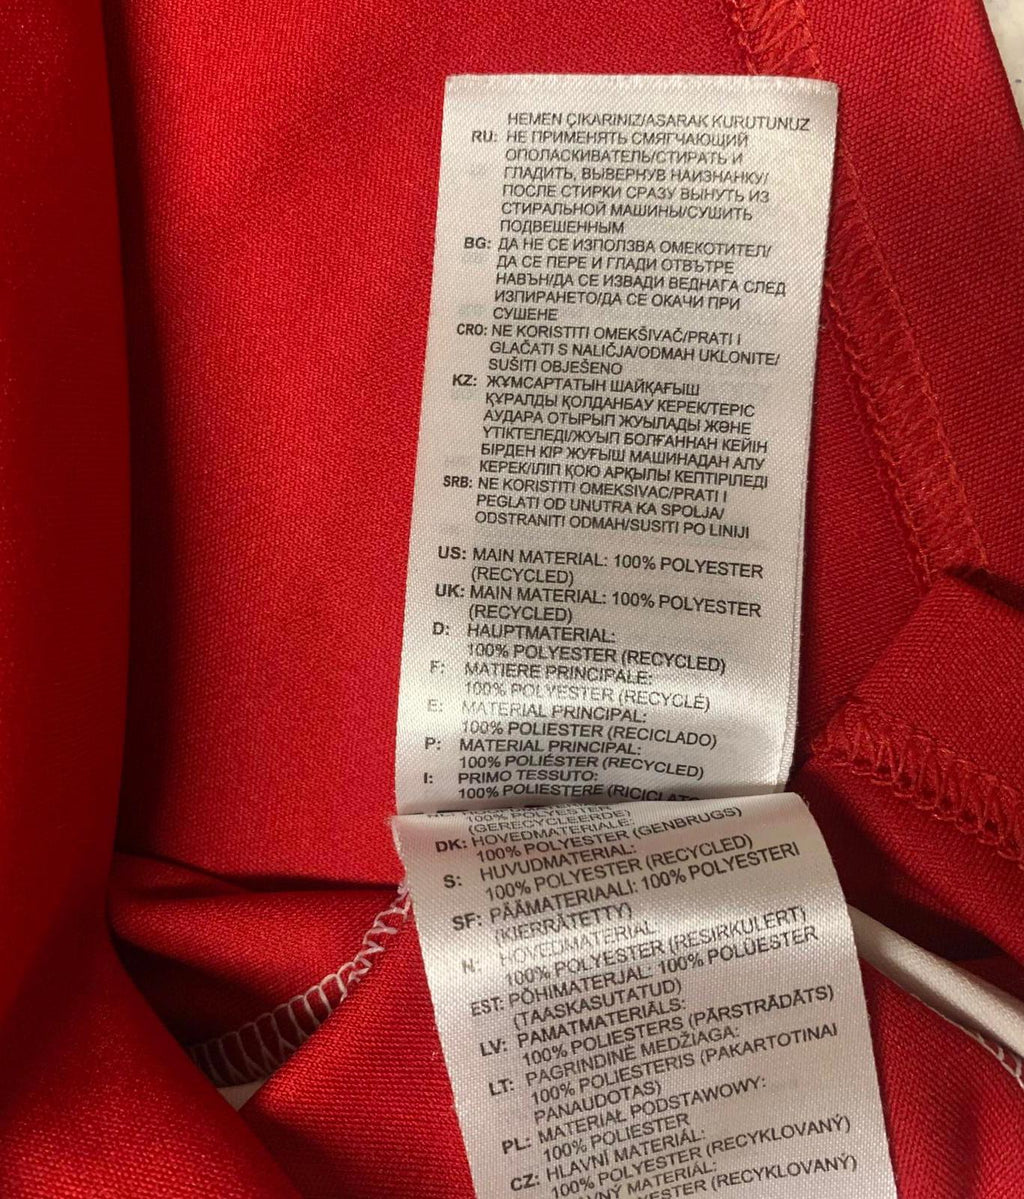 HEMEN ÇIKARINIZ/ASARAK KURUTUNUZ
RU: НЕ ПРИМЕНЯТЬ СМЯГЧАЮЩИЙ
ОПОЛАСКИВАТЕЛЬ/СТИРАТЬ И
ГЛАДИТЬ, ВЫВЕРНУВ НАИЗНАНКУ/
ПОСЛЕ СТИРКИ СРАЗУ ВЫНУТЬ ИЗ
СТИРАЛЬНОЙ МАШИНЫ/СУШИТЬ
ПОДВЕШЕННЫМ
BG: ДА НЕ СЕ ИЗПОЛЗВА ОМЕКОТИТЕЛ/
ДА СЕ ПЕРЕ И ГЛАДИ ОТВЪТРЕ
НАВЪН/ДА СЕ ИЗВАДИ ВЕДНАГА СЛЕД
ИЗПИРАНЕТО/ДА СЕ ОКАЧИ ПРИ
СУШЕНЕ
CRO: NE KORISTITI OMEKŠIVAČ/PRATI I
GLAČATI S NALIČJA/ODMAH UKLONITE/
SUŠITI OBJEŠENO
KZ: ЖҰМСАРТАТЫН ШАЙҚАҒЫШ
ҚҰРАЛДЫ ҚОЛДАНБАУ КЕРЕК/ТЕРІС
АУДАРА ОТЫРЫП ЖУЫЛАДЫ ЖӘНЕ
ҮТІКТЕЛЕДІ/ЖУЫП БОЛҒАННАН КЕЙІН
БІРДЕН КІР ЖУҒЫШ МАШИНАДАН АЛУ
КЕРЕК/ІЛІП ҚОЮ АРҚЫЛЫ КЕПТІРІЛЕДІ
SRB: NE KORISTITI OMEKSIVAC/PRATI I
PEGLATI OD UNUTRA KA SPOLJA/
ODSTRANITI ODMAH/SUSITI PO LINIJI
US: MAIN MATERIAL: 100% POLYESTER
(RECYCLED)
UK: MAIN MATERIAL: 100% POLYESTER
(RECYCLED)
D: HAUPTMATERIAL:
100% POLYESTER (RECYCLED)
F: MATIERE PRINCIPALE:
100% POLYESTER (RECYCLÉ)
E: MATERIAL PRINCIPAL:
100% POLIESTER (RECICLADO)
P: MATERIAL PRINCIPAL:
100% POLIÉSTER (RECYCLED)
I: PRIMO TESSUTO:
100% POLIESTERE
100% POLYESTER
(GERECYCLEERDE)
DK: HOVEDMATERIALE:
100% POLYESTER (GENBRUGS)
S: HUVUDMATERIAL:
100% POLYESTER (RECYCLED)
SF: PÄÄMATERIAALI: 100% POLYESTERI
(KIERRÄTETTY)
N: HOVEDMATERIAL:
100% POLYESTER (RESIRKULERT)
EST: PÕHIMATERJAL: 100% POLÜESTER
(TAASKASUTATUD)
LV: PAMATMATERIĀLS:
100% POLIESTERS (PĀRSTRĀDĀTS)
LT: PAGRINDINĖ MEDŽIAGA:
100% POLIESTERIS (PAKARTOTINAI
PANAUDOTAS)
PL: MATERIAŁ PODSTAWOWY:
100% POLIESTER
CZ: HLAVNÍ MATERIÁL:
100% POLYESTER (RECYKLOVANÝ)
MATERIÁL:
(RECYKLOVANÝ)